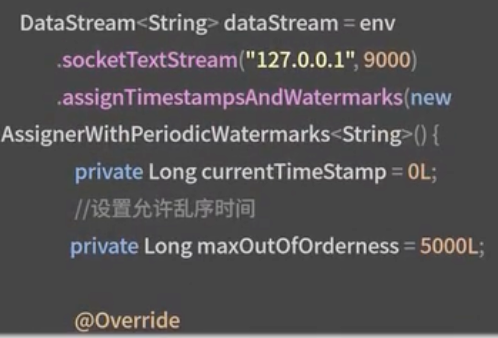 DataStream<String> dataStream = env
.socketTextStream("127.0.0.1", 9000)
.assignTimestampsAndWatermarks(new
AssignerWithPeriodicWatermarks<String>() {
private Long currentTimeStamp = 0L;
//设置允许乱序时间
private Long maxOutOfOrderness = 5000L;
@Override